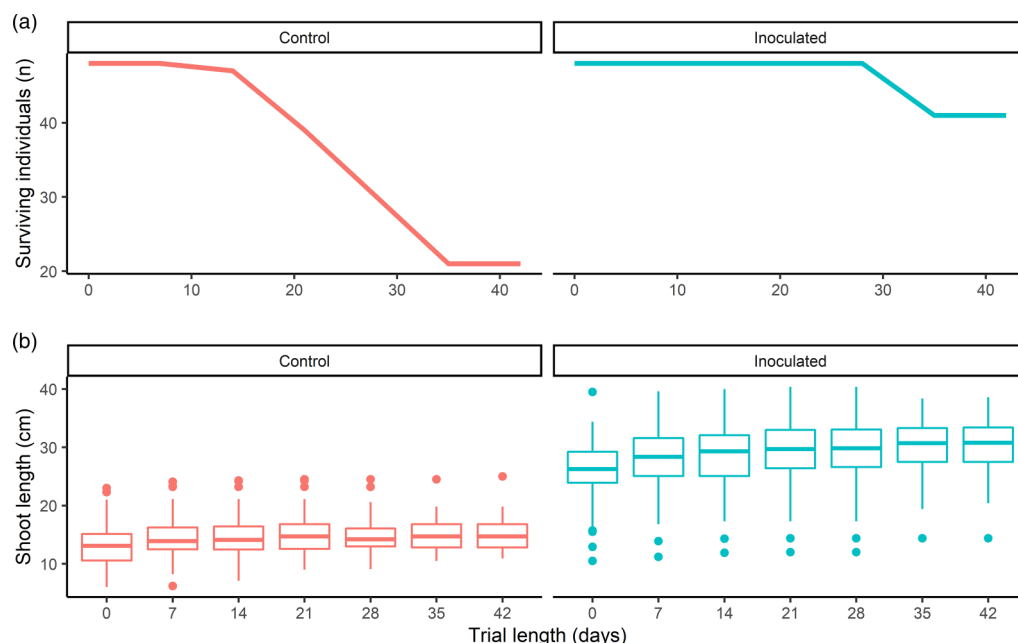 (a)
Control
Inoculated
Surviving individuals (n)
40
30
20
0 10 20 30 40
0 10 20 30 40
(b)
Control
Inoculated
Shoot length (cm)
40
30
20
10
0 7 14 21 28 35 42
0 7 14 21 28 35 42
Trial length (days)